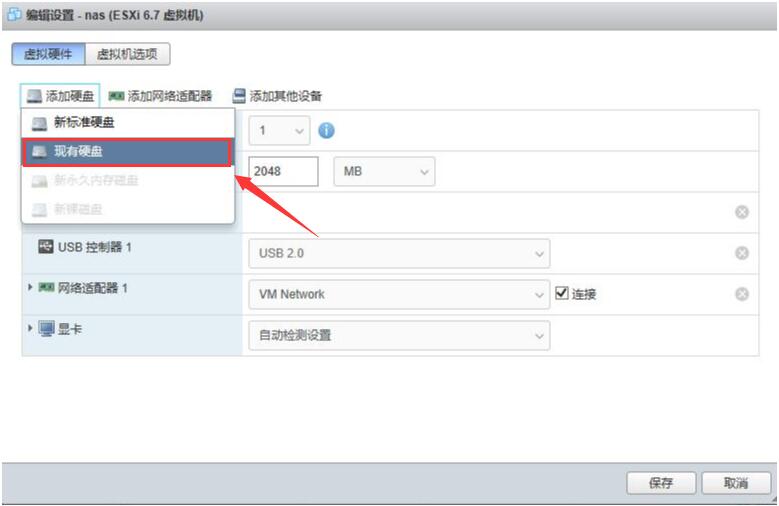 编辑设置 - nas (ESXi 6.7 虚拟机)
虚拟硬件 虚拟机选项
添加硬盘 添加网络适配器 添加其他设备
新标准硬盘
1
现有硬盘
2048 MB
新永久内存磁盘
新裸磁盘
USB 控制器 1 USB 2.0
网络适配器 1 VM Network 连接
显卡 自动检测设置
保存 取消